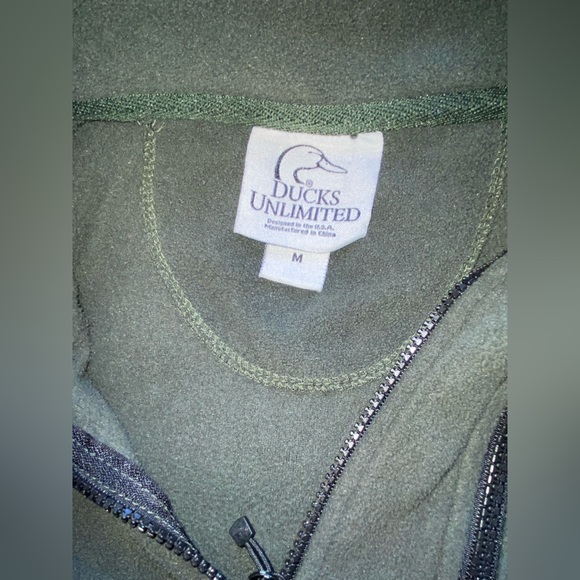 ®
DUCKS
UNLIMITED
Designed in the U.S.A.
Manufactured in China
M